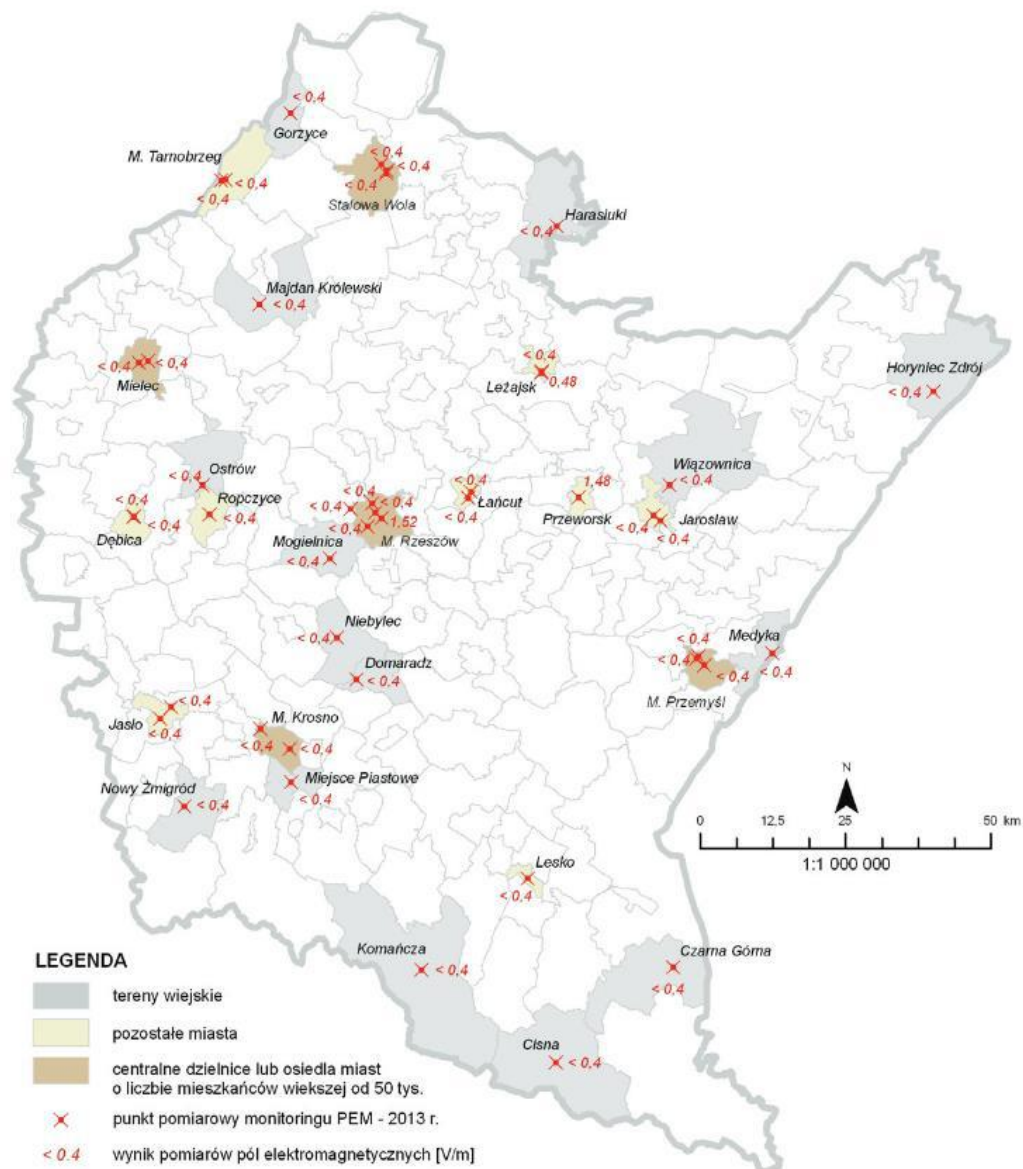 < 0,4
Gorzyce
M. Tarnobrzeg
< 0,4
< 0,4
< 0,4
< 0,4
< 0,4
Stalowa Wola
Harasiuki
< 0,4
Majdan Królewski
< 0,4
< 0,4
< 0,4
Mielec
< 0,4
Leżajsk
0,48
Horyniec Zdrój
< 0,4
Ostrów
< 0,4
Wiązownica
< 0,4
< 0,4
Ropczyce
< 0,4
< 0,4
Dębica
< 0,4
< 0,4
< 0,4
< 0,4
1,52
M. Rzeszów
Mogielnica
< 0,4
< 0,4
Łańcut
< 0,4
1,48
Przeworsk
< 0,4
Jarosław
< 0,4
Niebylec
< 0,4
Domaradz
< 0,4
< 0,4
Medyka
< 0,4
< 0,4
< 0,4
M. Przemyśl
< 0,4
Jasło
< 0,4
M. Krosno
< 0,4
< 0,4
Miejsce Piastowe
< 0,4
Nowy Żmigród
< 0,4
N
0 12,5 25 50 km
1:1 000 000
Lesko
< 0,4
Komańcza
< 0,4
Czarna Górna
< 0,4
Cisna
< 0,4
LEGENDA
tereny wiejskie
pozostałe miasta
centralne dzielnice lub osiedla miast
o liczbie mieszkańców wiekszej od 50 tys.
punkt pomiarowy monitoringu PEM - 2013 r.
< 0.4 wynik pomiarów pól elektromagnetycznych [V/m]